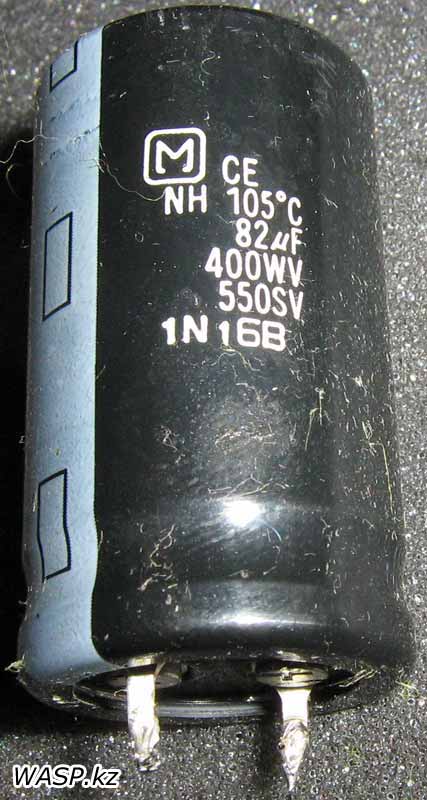 M CE
NH 105°C
82µF
400WV
550SV
1N16B
WASP.kz